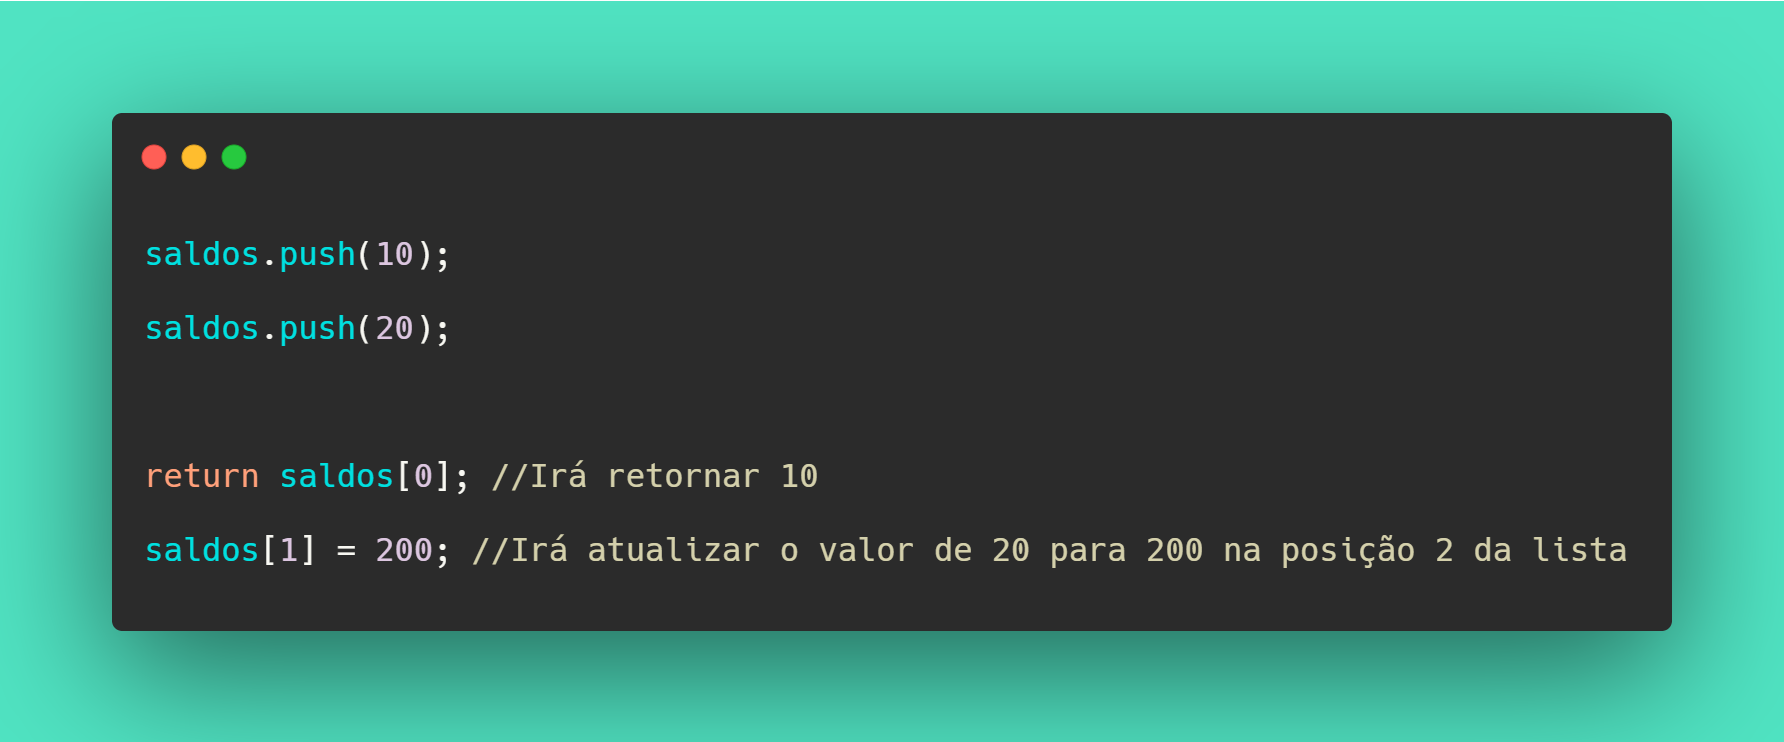 saldos.push(10);
saldos.push(20);
return saldos[0]; //Irá retornar 10
saldos[1] = 200; //Irá atualizar o valor de 20 para 200 na posição 2 da lista